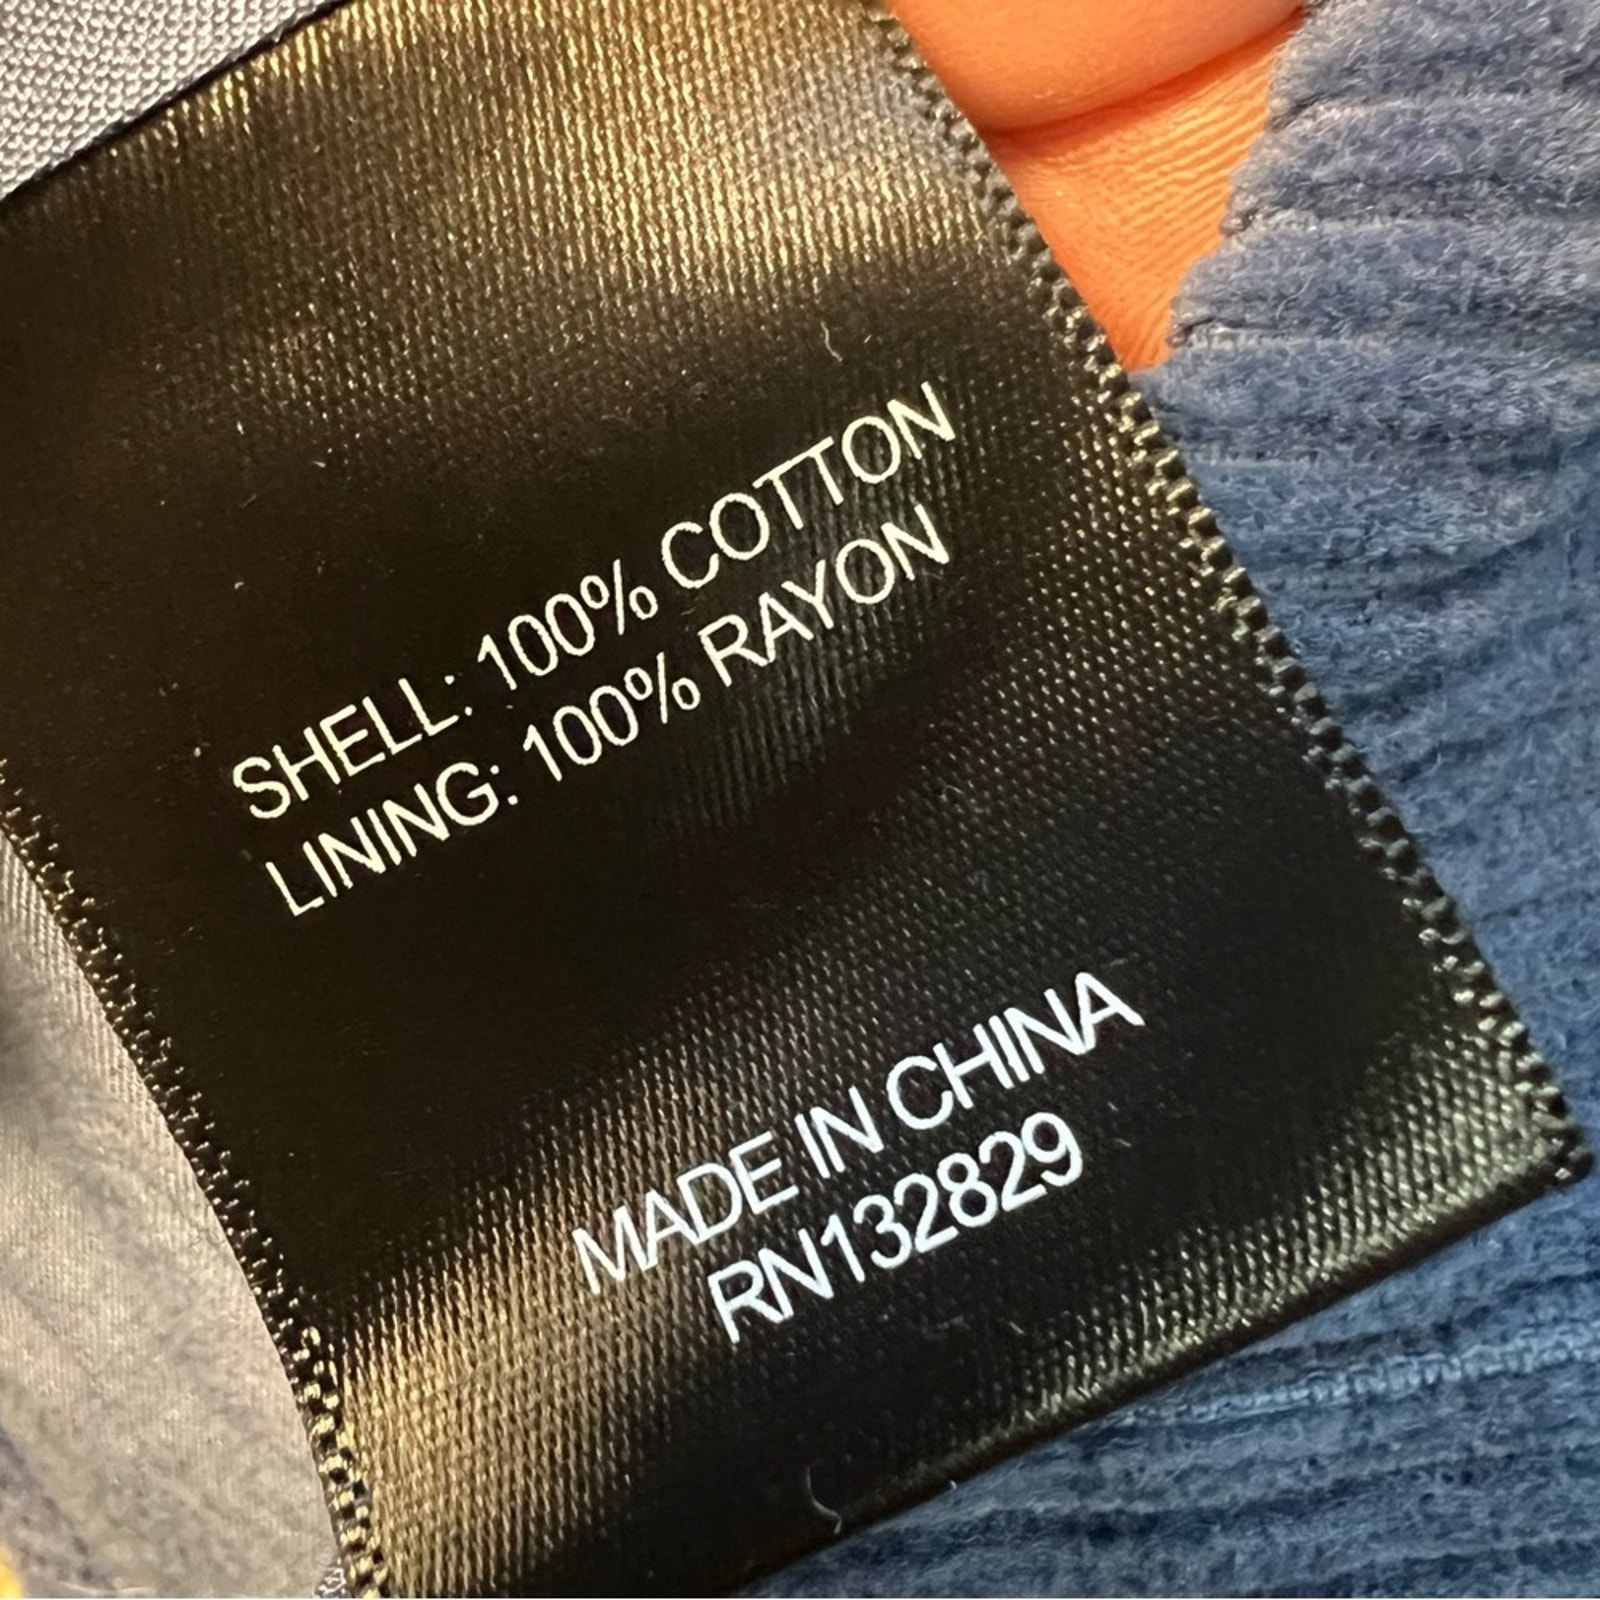 SHELL: 100% COTTON
LINING: 100% RAYON
MADE IN CHINA
RN132829